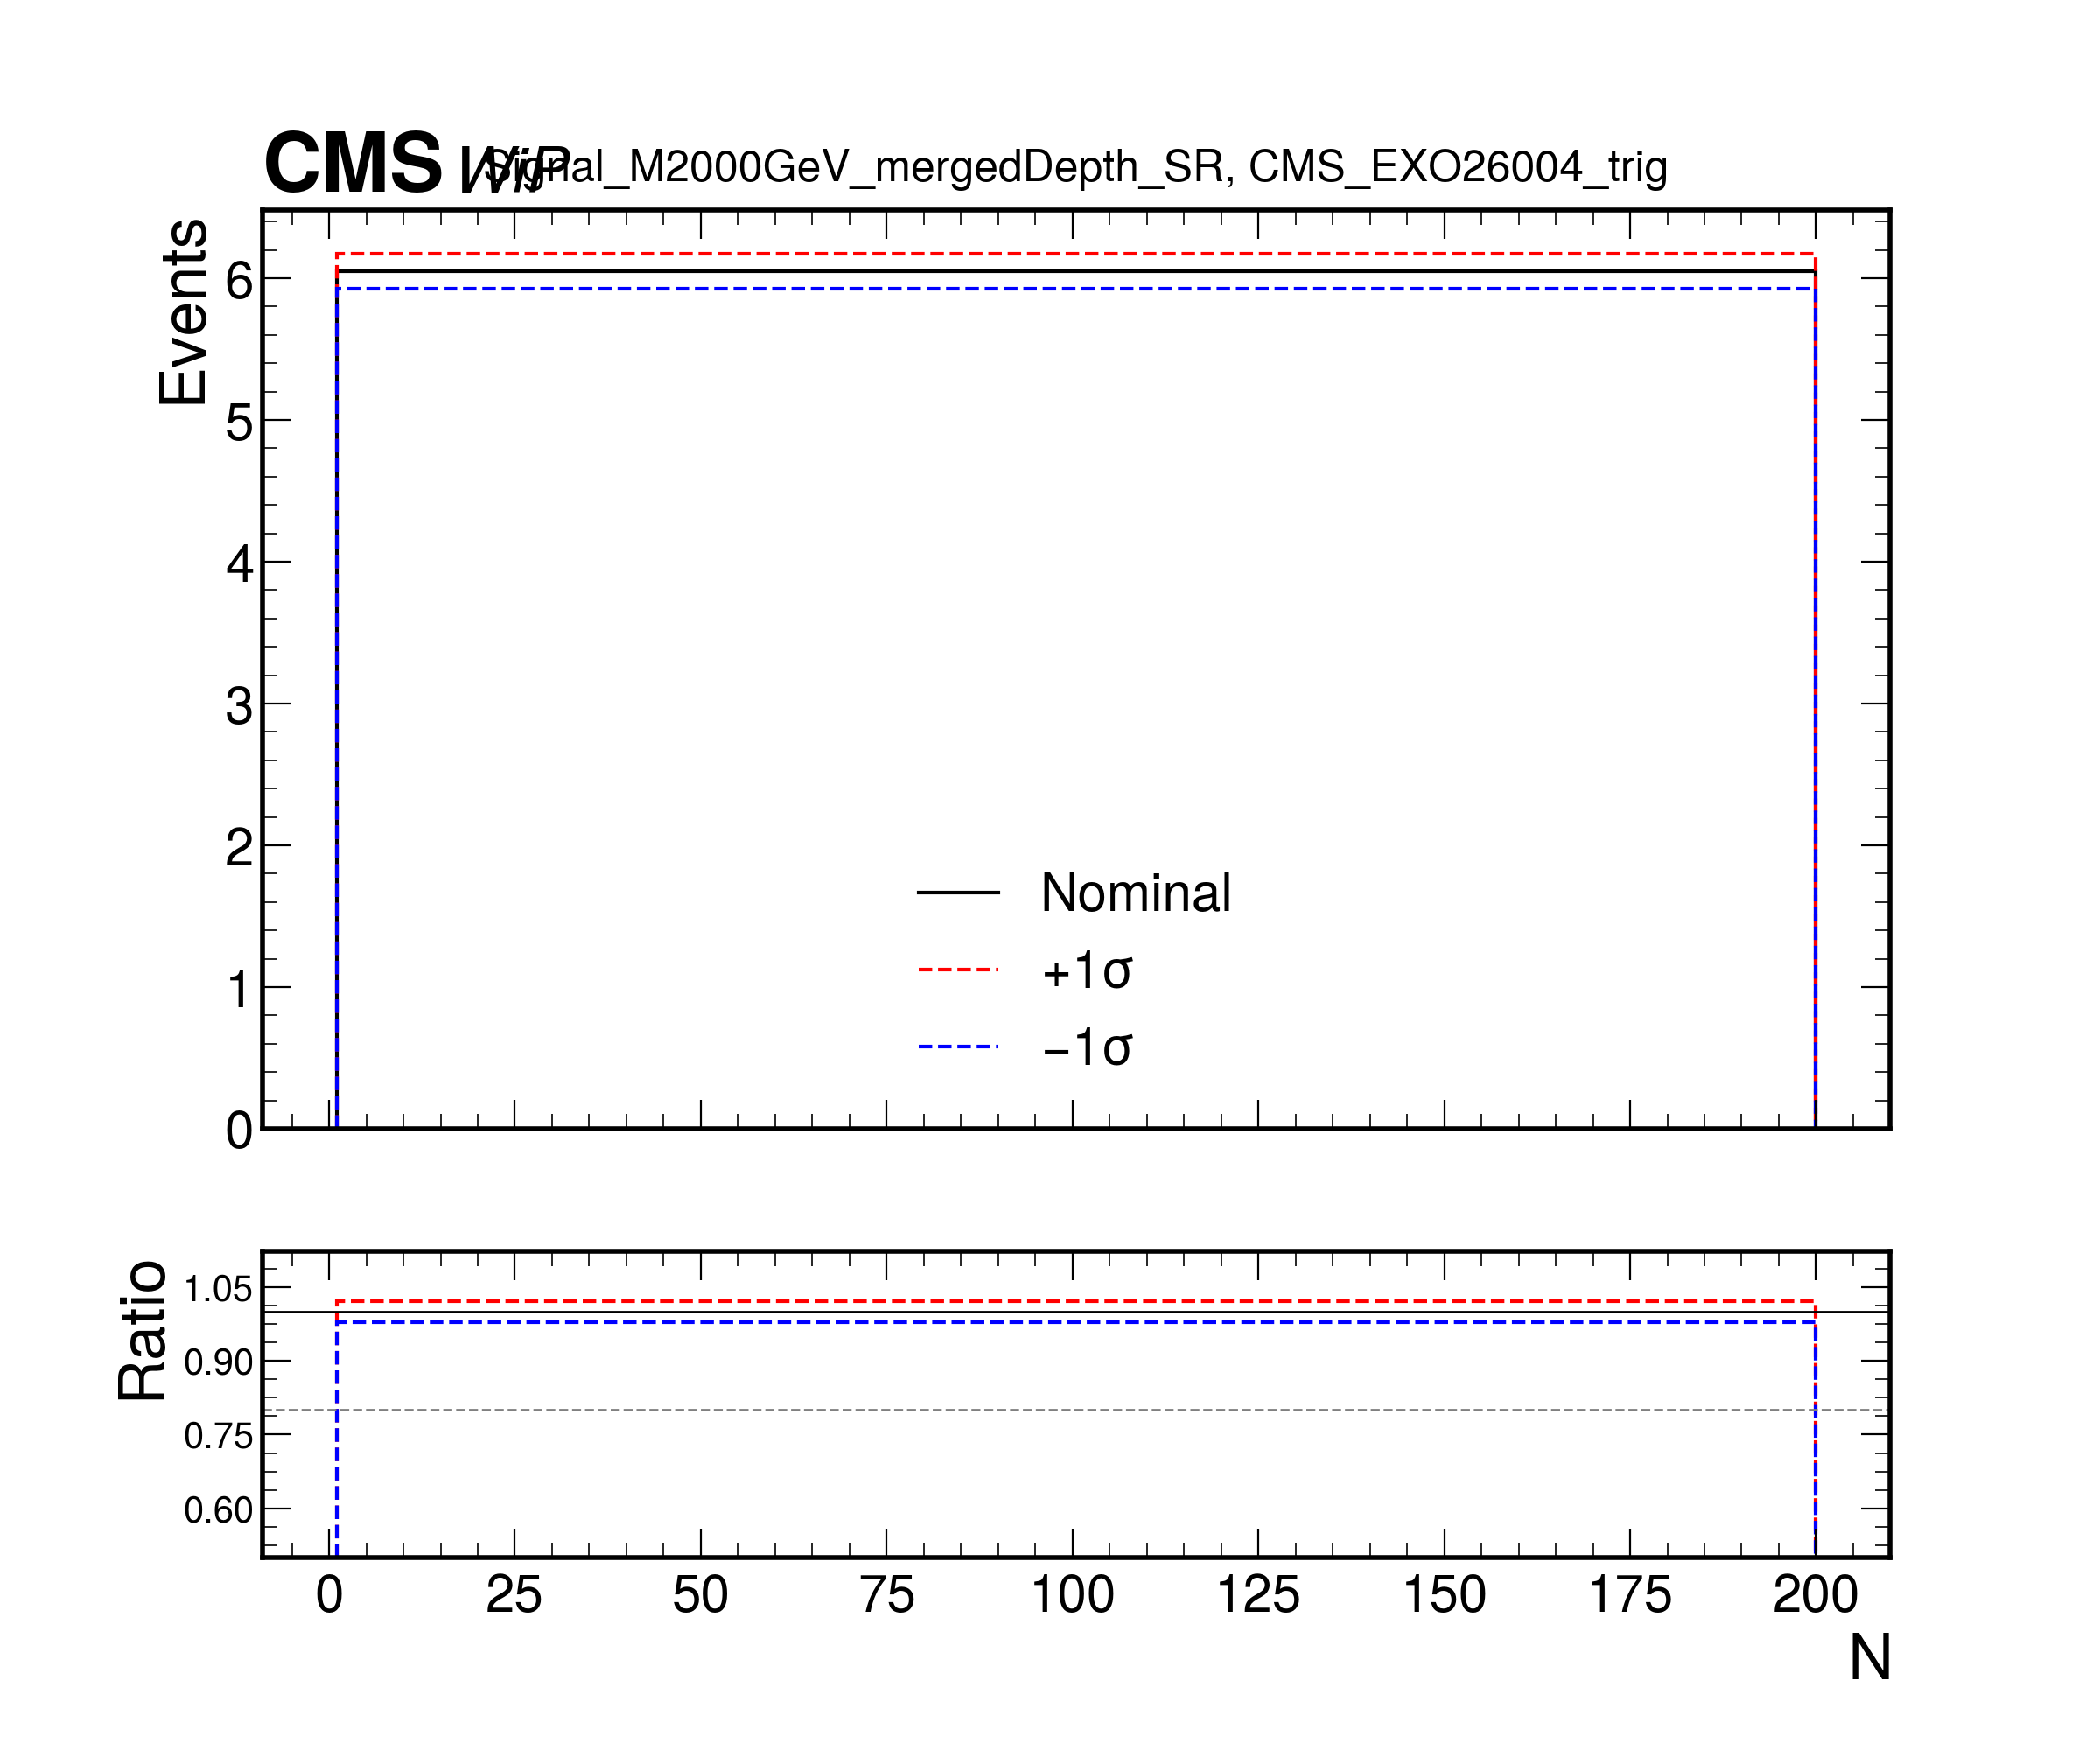 CMS WiP Signal_M2000GeV_mergedDepth_SR, CMS_EXO26004_trig
Events
6
5
4
3
2
1
0
Nominal
+1σ
−1σ
Ratio
1.05
0.90
0.75
0.60
0 25 50 75 100 125 150 175 200
N